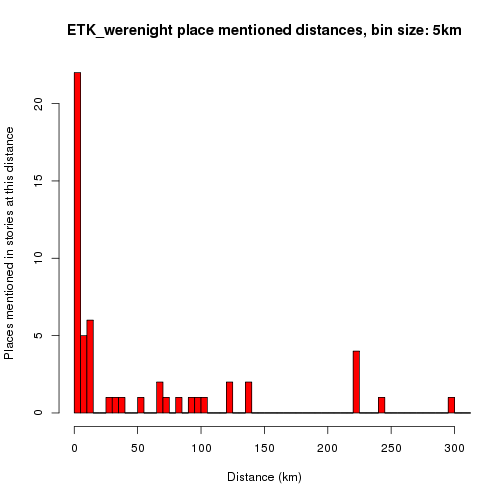 ETK_werenight place mentioned distances, bin size: 5km
Places mentioned in stories at this distance
20
15
10
5
0
0 50 100 150 200 250 300
Distance (km)